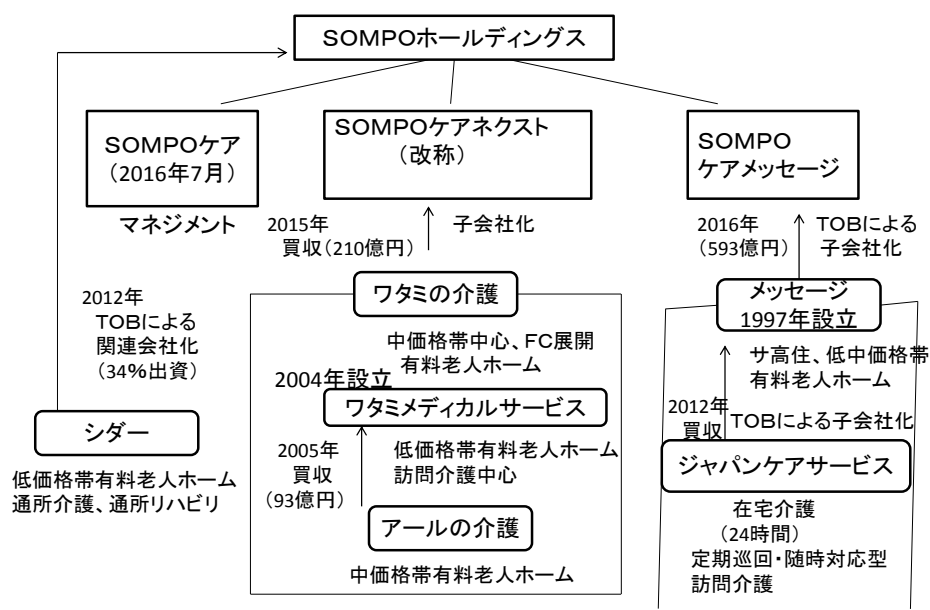 SOMPOホールディングス
SOMPOケア
(2016年7月)
マネジメント
SOMPOケアネクスト
(改称)
SOMPO
ケアメッセージ
2015年
買収(210億円)
子会社化
2016年
(593億円)
TOBによる
子会社化
2012年
TOBによる
関連会社化
(34%出資)
シダー
低価格帯有料老人ホーム
通所介護、通所リハビリ
ワタミの介護
中価格帯中心、FC展開
有料老人ホーム
2004年設立
ワタミメディカルサービス
2005年
買収
(93億円)
低価格帯有料老人ホーム
訪問介護中心
アールの介護
中価格帯有料老人ホーム
メッセージ
1997年設立
サ高住、低中価格帯
有料老人ホーム
2012年
買収
TOBによる子会社化
ジャパンケアサービス
在宅介護
(24時間)
定期巡回・随時対応型
訪問介護